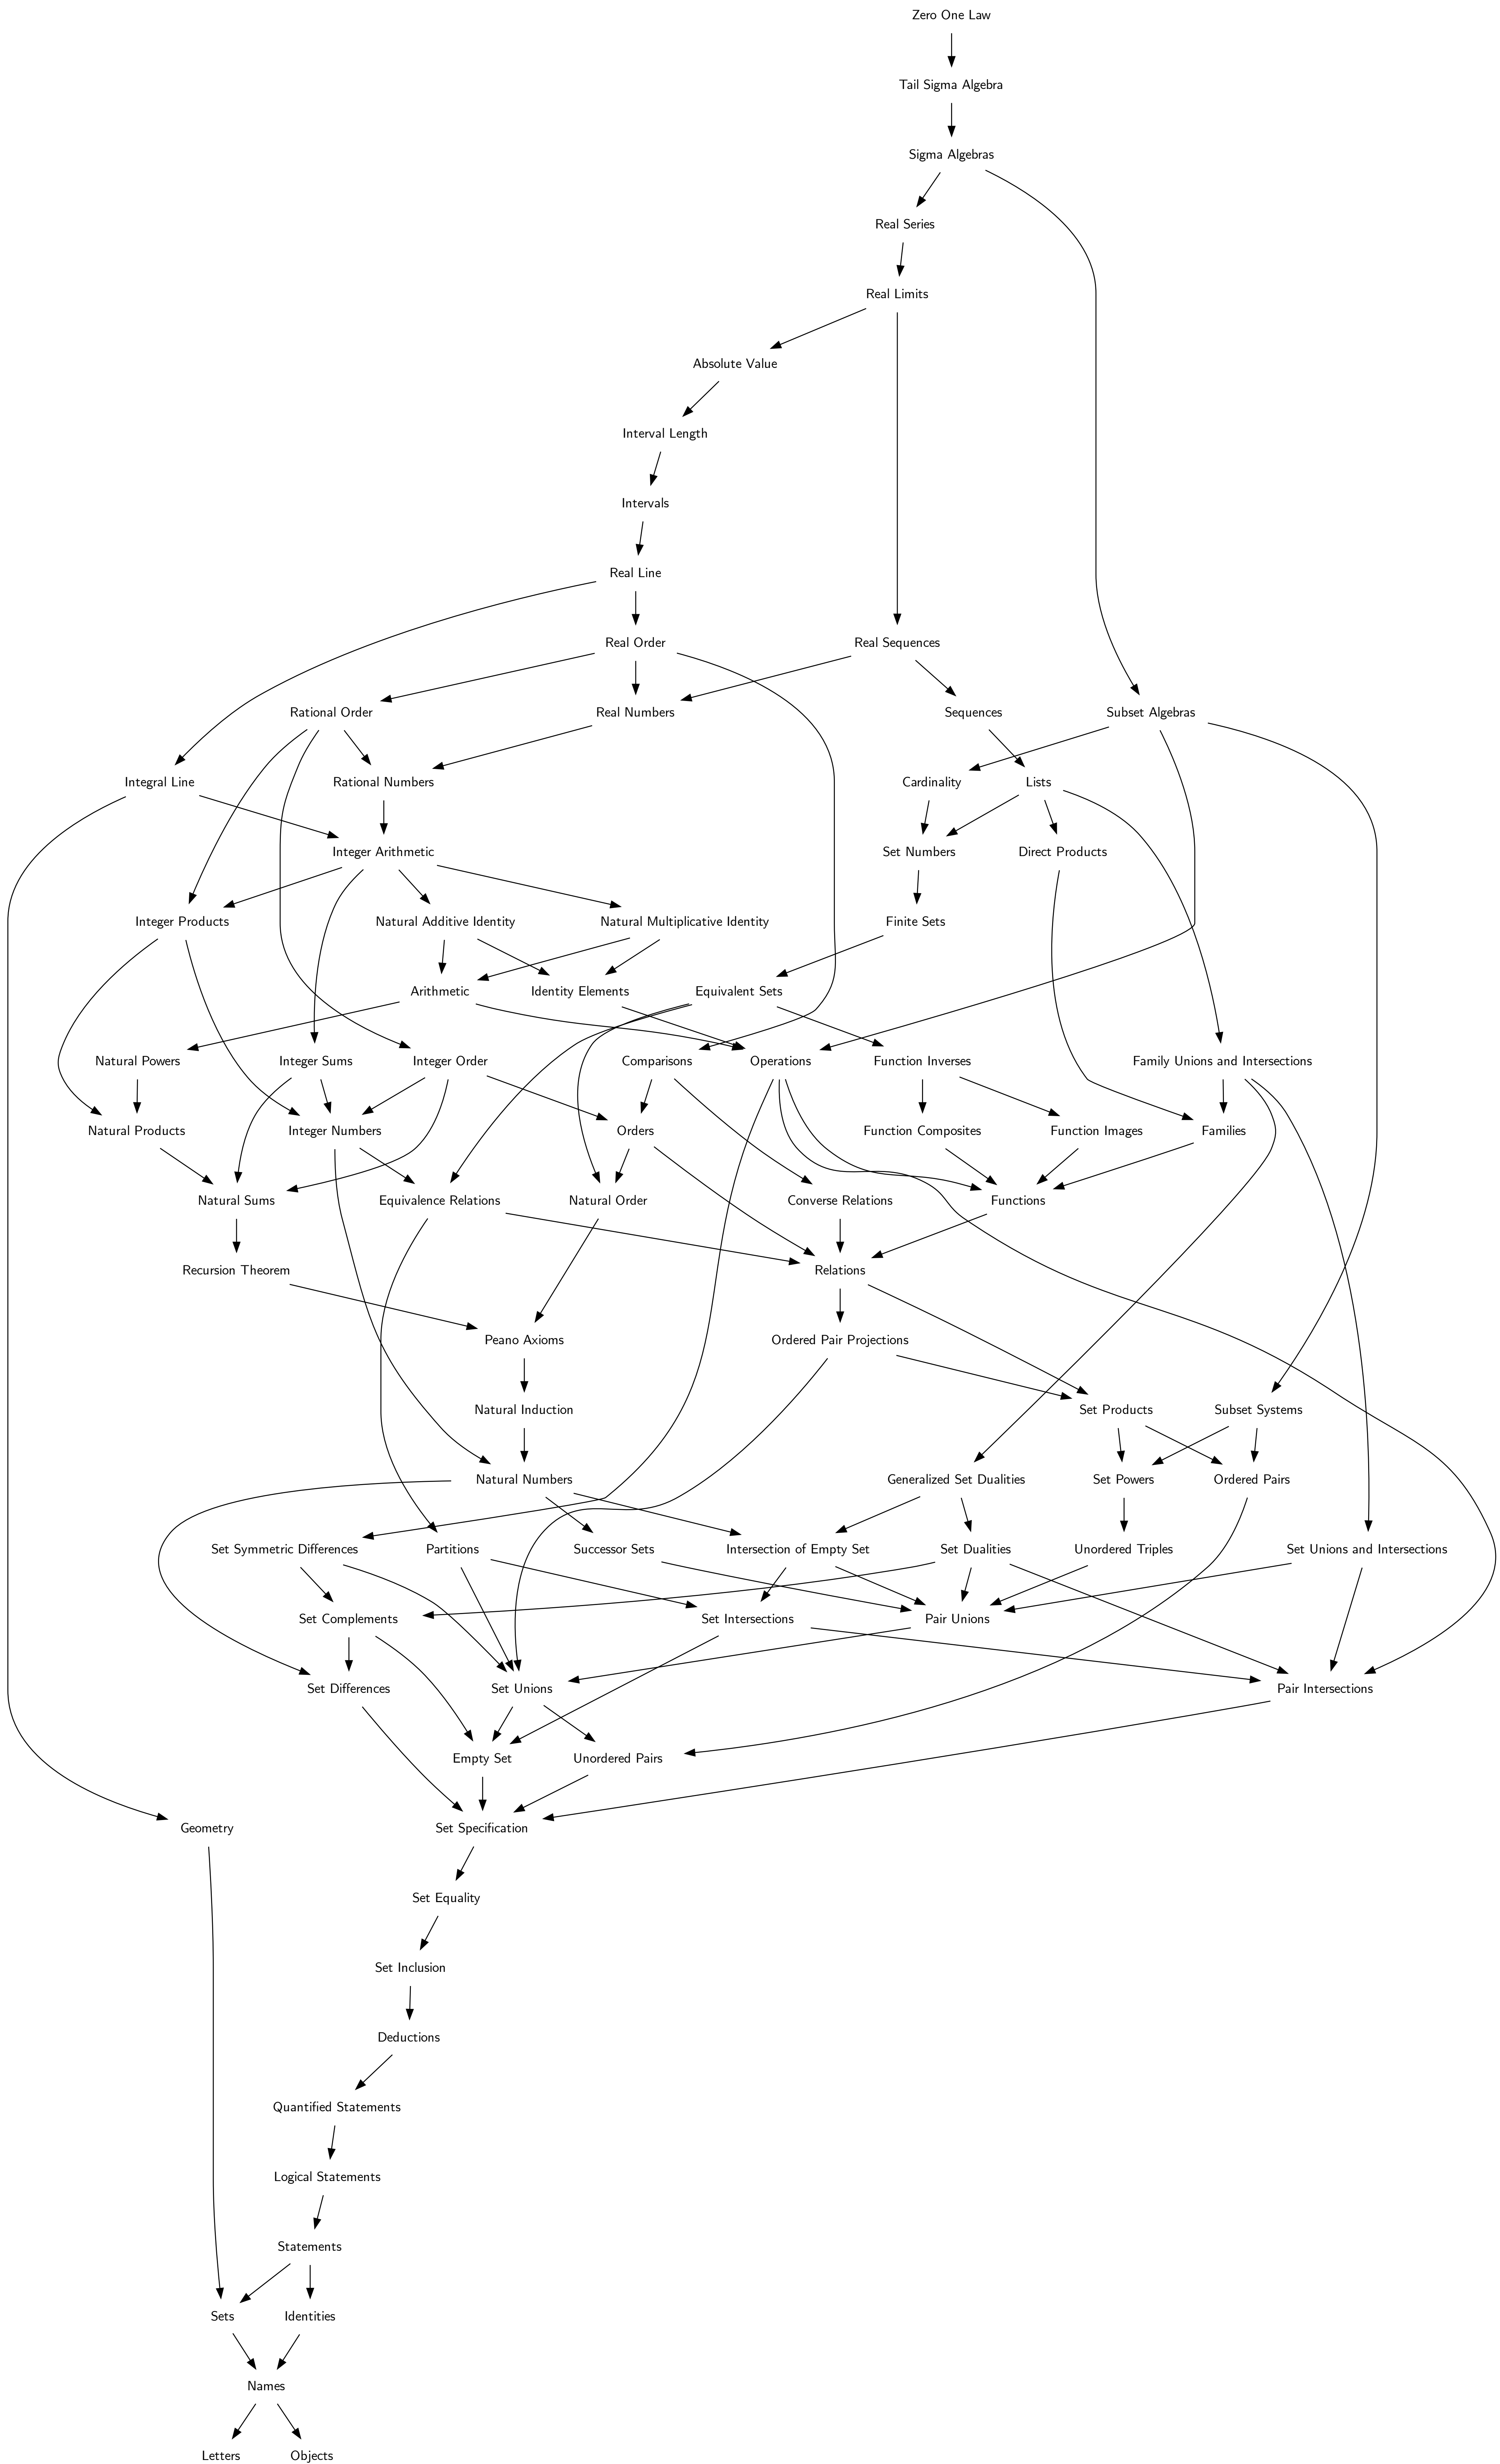 Zero One Law
Tail Sigma Algebra
Sigma Algebras
Real Series
Real Limits
Absolute Value
Interval Length
Intervals
Real Line
Real Order
Real Sequences
Rational Order
Real Numbers
Sequences
Subset Algebras
Integral Line
Rational Numbers
Cardinality
Lists
Integer Arithmetic
Set Numbers
Direct Products
Integer Products
Natural Additive Identity
Natural Multiplicative Identity
Finite Sets
Arithmetic
Identity Elements
Equivalent Sets
Natural Powers
Integer Sums
Integer Order
Comparisons
Operations
Function Inverses
Family Unions and Intersections
Natural Products
Integer Numbers
Orders
Function Composites
Function Images
Families
Natural Sums
Equivalence Relations
Natural Order
Converse Relations
Functions
Recursion Theorem
Relations
Peano Axioms
Ordered Pair Projections
Natural Induction
Set Products
Subset Systems
Natural Numbers
Generalized Set Dualities
Set Powers
Ordered Pairs
Set Symmetric Differences
Partitions
Successor Sets
Intersection of Empty Set
Set Dualities
Unordered Triples
Set Unions and Intersections
Set Complements
Set Intersections
Pair Unions
Set Differences
Set Unions
Pair Intersections
Empty Set
Unordered Pairs
Geometry
Set Specification
Set Equality
Set Inclusion
Deductions
Quantified Statements
Logical Statements
Statements
Sets
Identities
Names
Letters
Objects